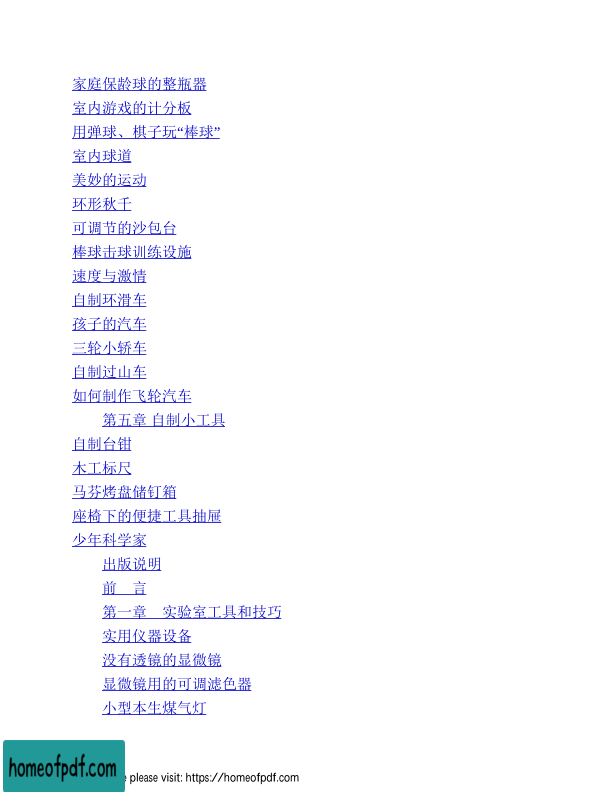 家庭保龄球的整瓶器
室内游戏的计分板
用弹球、棋子玩“棒球”
室内球道
美妙的运动
环形秋千
可调节的沙包台
棒球击球训练设施
速度与激情
自制环滑车
孩子的汽车
三轮小轿车
自制过山车
如何制作飞轮汽车
第五章 自制小工具
自制台钳
木工标尺
马芬烤盘储钉箱
座椅下的便捷工具抽屉
少年科学家
出版说明
前　言
第一章　实验室工具和技巧
实用仪器设备
没有透镜的显微镜
显微镜用的可调滤色器
小型本生煤气灯
homeofpdf.com
please visit: https://homeofpdf.com